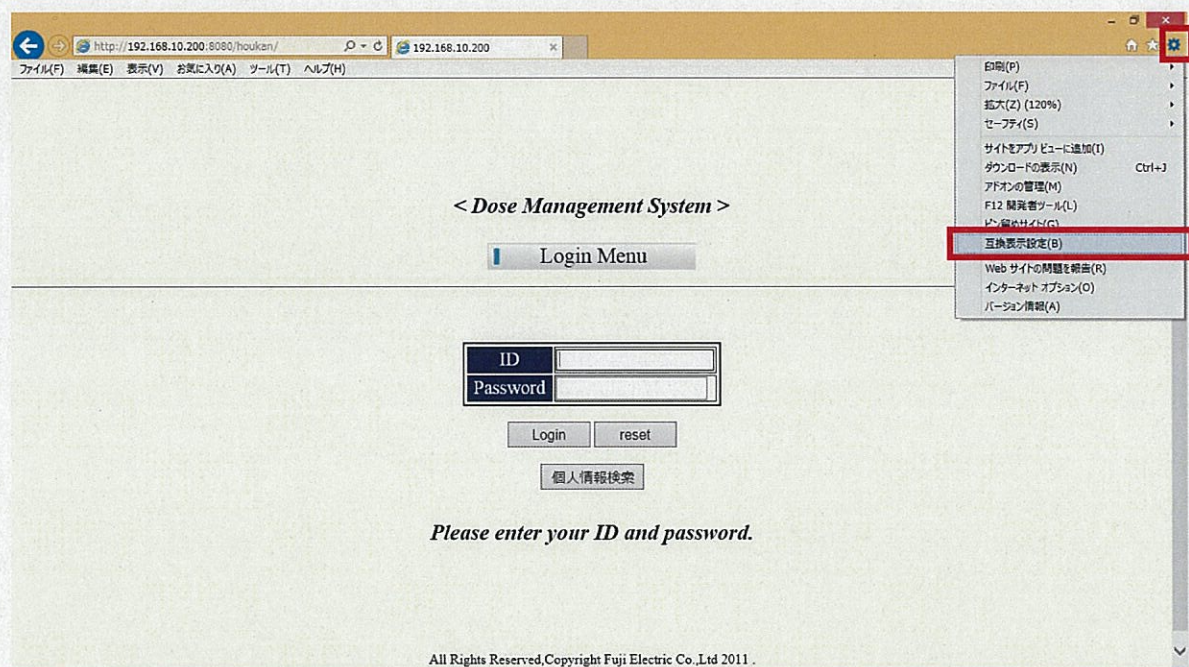 http://192.168.10.200:8080/houkan/
192.168.10.200
ファイル(F) 編集(E) 表示(V) お気に入り(A) ツール(T) ヘルプ(H)
印刷(P)
ファイル(F)
拡大(Z) (120%)
セーフティ(S)
サイトをアプリ ビューに追加(I)
ダウンロードの表示(N) Ctrl+J
アドオンの管理(M)
F12 開発者ツール(L)
ピン留めサイト(G)
互換表示設定(B)
Web サイトの問題を報告(R)
インターネット オプション(O)
バージョン情報(A)
< Dose Management System >
Login Menu
ID
Password
Login reset
個人情報検索
Please enter your ID and password.
All Rights Reserved,Copyright Fuji Electric Co.,Ltd 2011 .